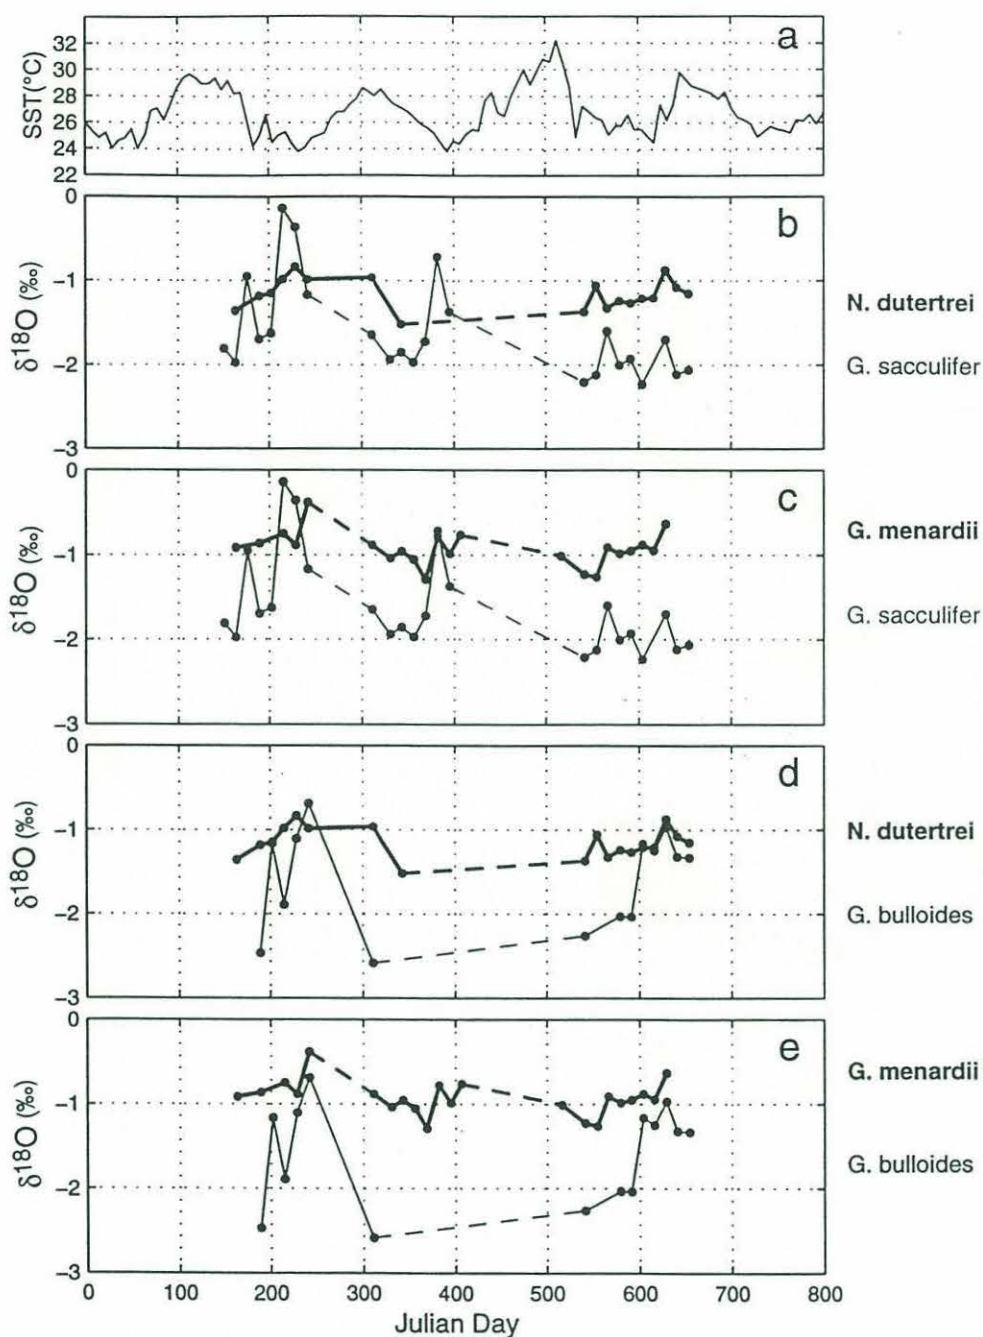 a
32
30
28
26
24
22
SST(°C)
0
−1
−2
−3
δ18O (‰)
b
N. dutertrei
G. sacculifer
0
−1
−2
−3
δ18O (‰)
c
G. menardii
G. sacculifer
0
−1
−2
−3
δ18O (‰)
d
N. dutertrei
G. bulloides
0
−1
−2
−3
δ18O (‰)
e
G. menardii
G. bulloides
0 100 200 300 400 500 600 700 800
Julian Day